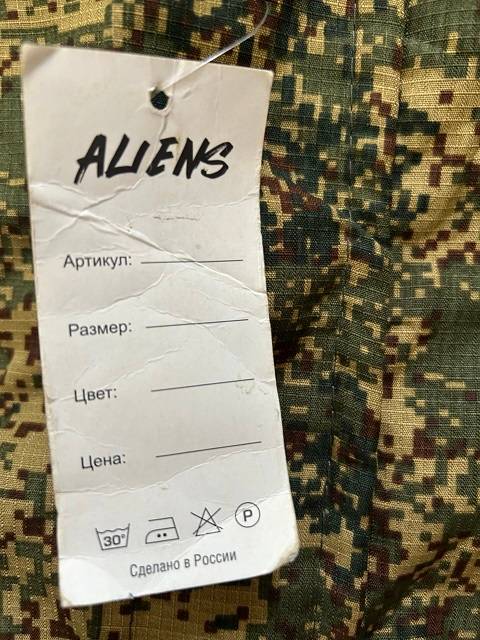 ALIENS
Артикул:
Размер:
Цвет:
Цена:
30° P
Сделано в России